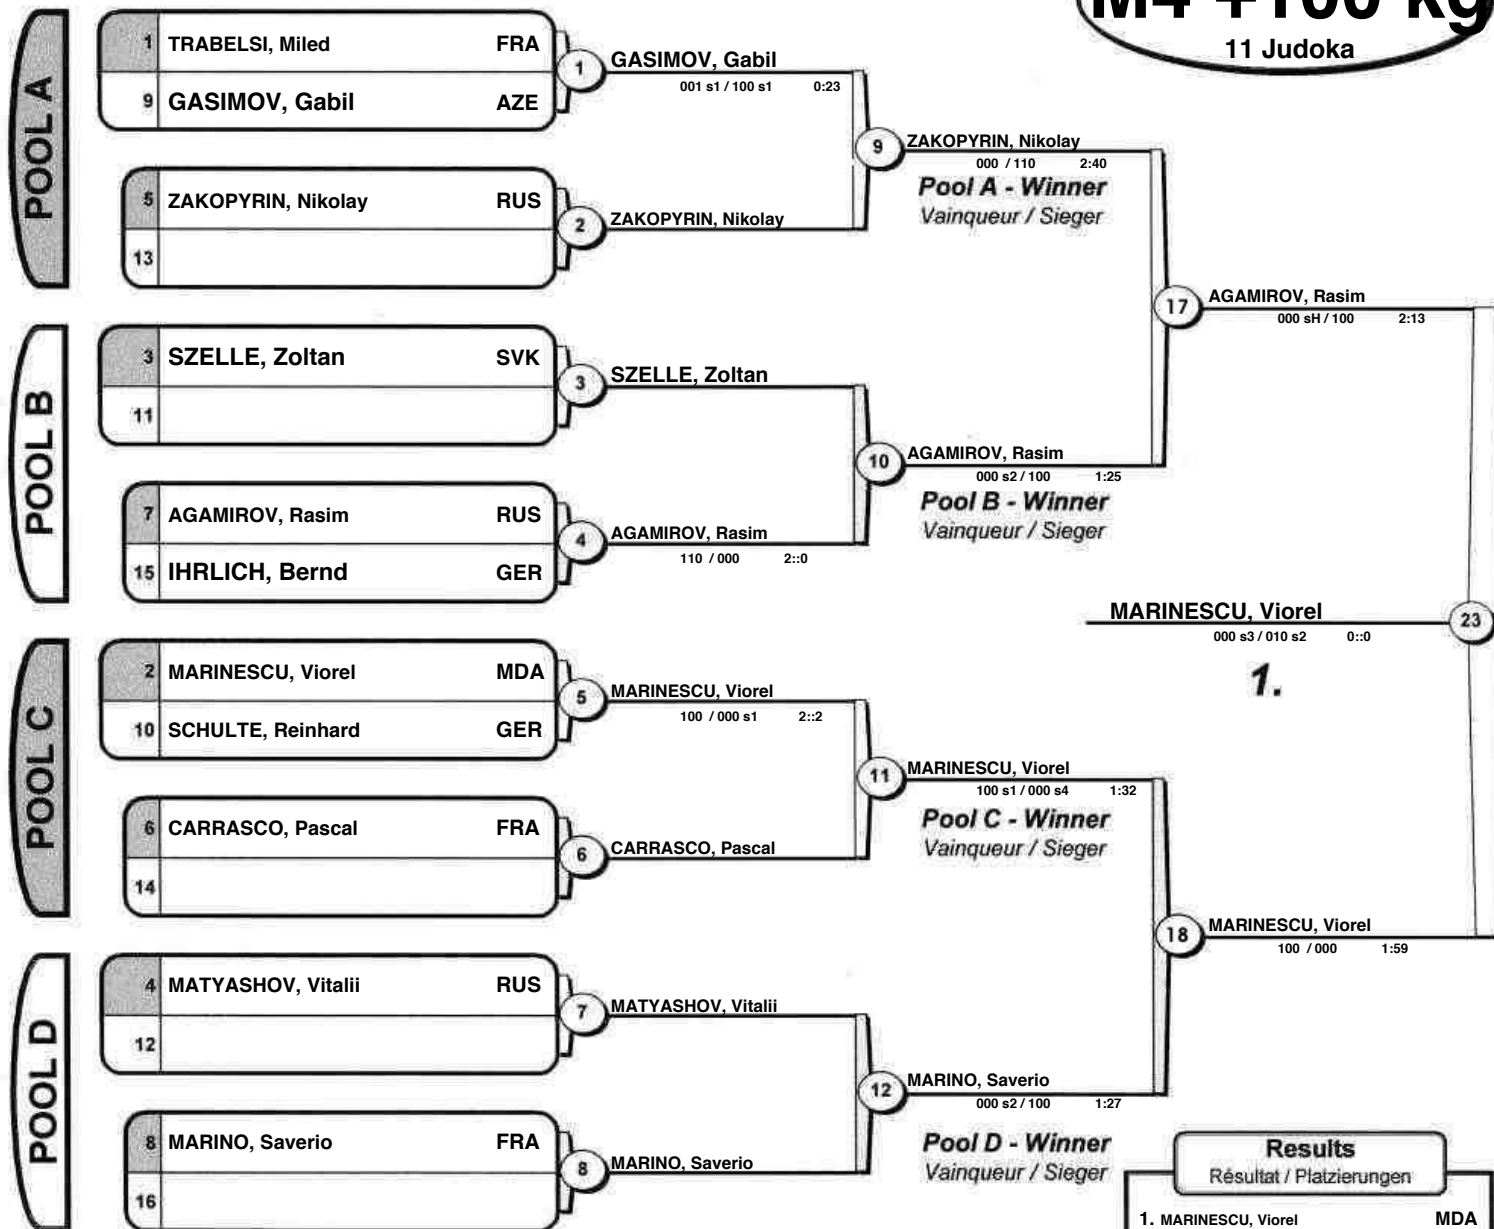 M4 +100 kg
11 Judoka
POOL A
1 TRABELSI, Miled FRA
9 GASIMOV, Gabil AZE
1
GASIMOV, Gabil
001 s1 / 100 s1 0:23
5 ZAKOPYRIN, Nikolay RUS
13
2
ZAKOPYRIN, Nikolay
9
ZAKOPYRIN, Nikolay
000 / 110 2:40
Pool A - Winner
Vainqueur / Sieger
POOL B
3 SZELLE, Zoltan SVK
11
3
SZELLE, Zoltan
7 AGAMIROV, Rasim RUS
15 IHRLICH, Bernd GER
4
AGAMIROV, Rasim
110 / 000 2::0
10
AGAMIROV, Rasim
000 s2 / 100 1:25
Pool B - Winner
Vainqueur / Sieger
17
AGAMIROV, Rasim
000 sH / 100 2:13
MARINESCU, Viorel
000 s3 / 010 s2 0::0
23
1.
POOL C
2 MARINESCU, Viorel MDA
10 SCHULTE, Reinhard GER
5
MARINESCU, Viorel
100 / 000 s1 2::2
6 CARRASCO, Pascal FRA
14
6
CARRASCO, Pascal
11
MARINESCU, Viorel
100 s1 / 000 s4 1:32
Pool C - Winner
Vainqueur / Sieger
18
MARINESCU, Viorel
100 / 000 1:59
POOL D
4 MATYASHOV, Vitalii RUS
12
7
MATYASHOV, Vitalii
8 MARINO, Saverio FRA
16
8
MARINO, Saverio
12
MARINO, Saverio
000 s2 / 100 1:27
Pool D - Winner
Vainqueur / Sieger
Results
Résultat / Platzierungen
1. MARINESCU, Viorel MDA